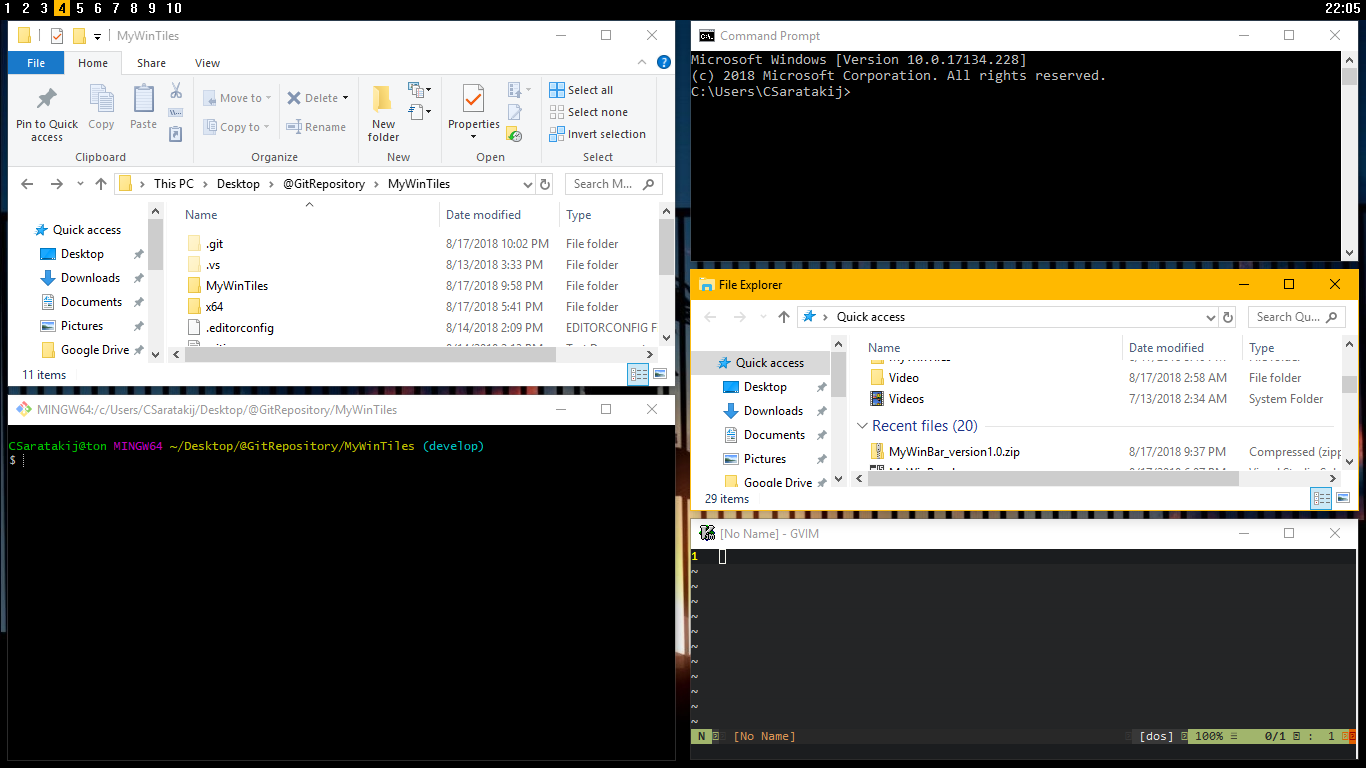 1 2 3 4 5 6 7 8 9 10
22:05
MyWinTiles
File Home Share View
Pin to Quick access
Copy
Paste
Clipboard
Move to
Copy to
Delete
Rename
Organize
New folder
New
Properties
Open
Select all
Select none
Invert selection
Select
This PC > Desktop > @GitRepository > MyWinTiles
Search M...
Quick access
Desktop
Downloads
Documents
Pictures
Google Drive
Name Date modified Type
.git 8/17/2018 10:02 PM File folder
.vs 8/13/2018 3:33 PM File folder
MyWinTiles 8/17/2018 9:58 PM File folder
x64 8/17/2018 5:41 PM File folder
.editorconfig 8/14/2018 2:09 PM EDITORCONFIG F
11 items
MINGW64:/c/Users/CSaratakij/Desktop/@GitRepository/MyWinTiles
CSaratakij@ton MINGW64 ~/Desktop/@GitRepository/MyWinTiles (develop)
$
Command Prompt
Microsoft Windows [Version 10.0.17134.228]
(c) 2018 Microsoft Corporation. All rights reserved.
C:\Users\CSaratakij>
File Explorer
Quick access
Search Qu...
Quick access
Desktop
Downloads
Documents
Pictures
Google Drive
Name Date modified Type
Video 8/17/2018 2:58 AM File folder
Videos 7/13/2018 2:34 AM System Folder
Recent files (20)
MyWinBar_version1.0.zip 8/17/2018 9:37 PM Compressed (zipp
29 items
[No Name] - GVIM
1
~
~
~
~
~
~
~
~
~
~
~
N [No Name] [dos] 100% 0/1 : 1